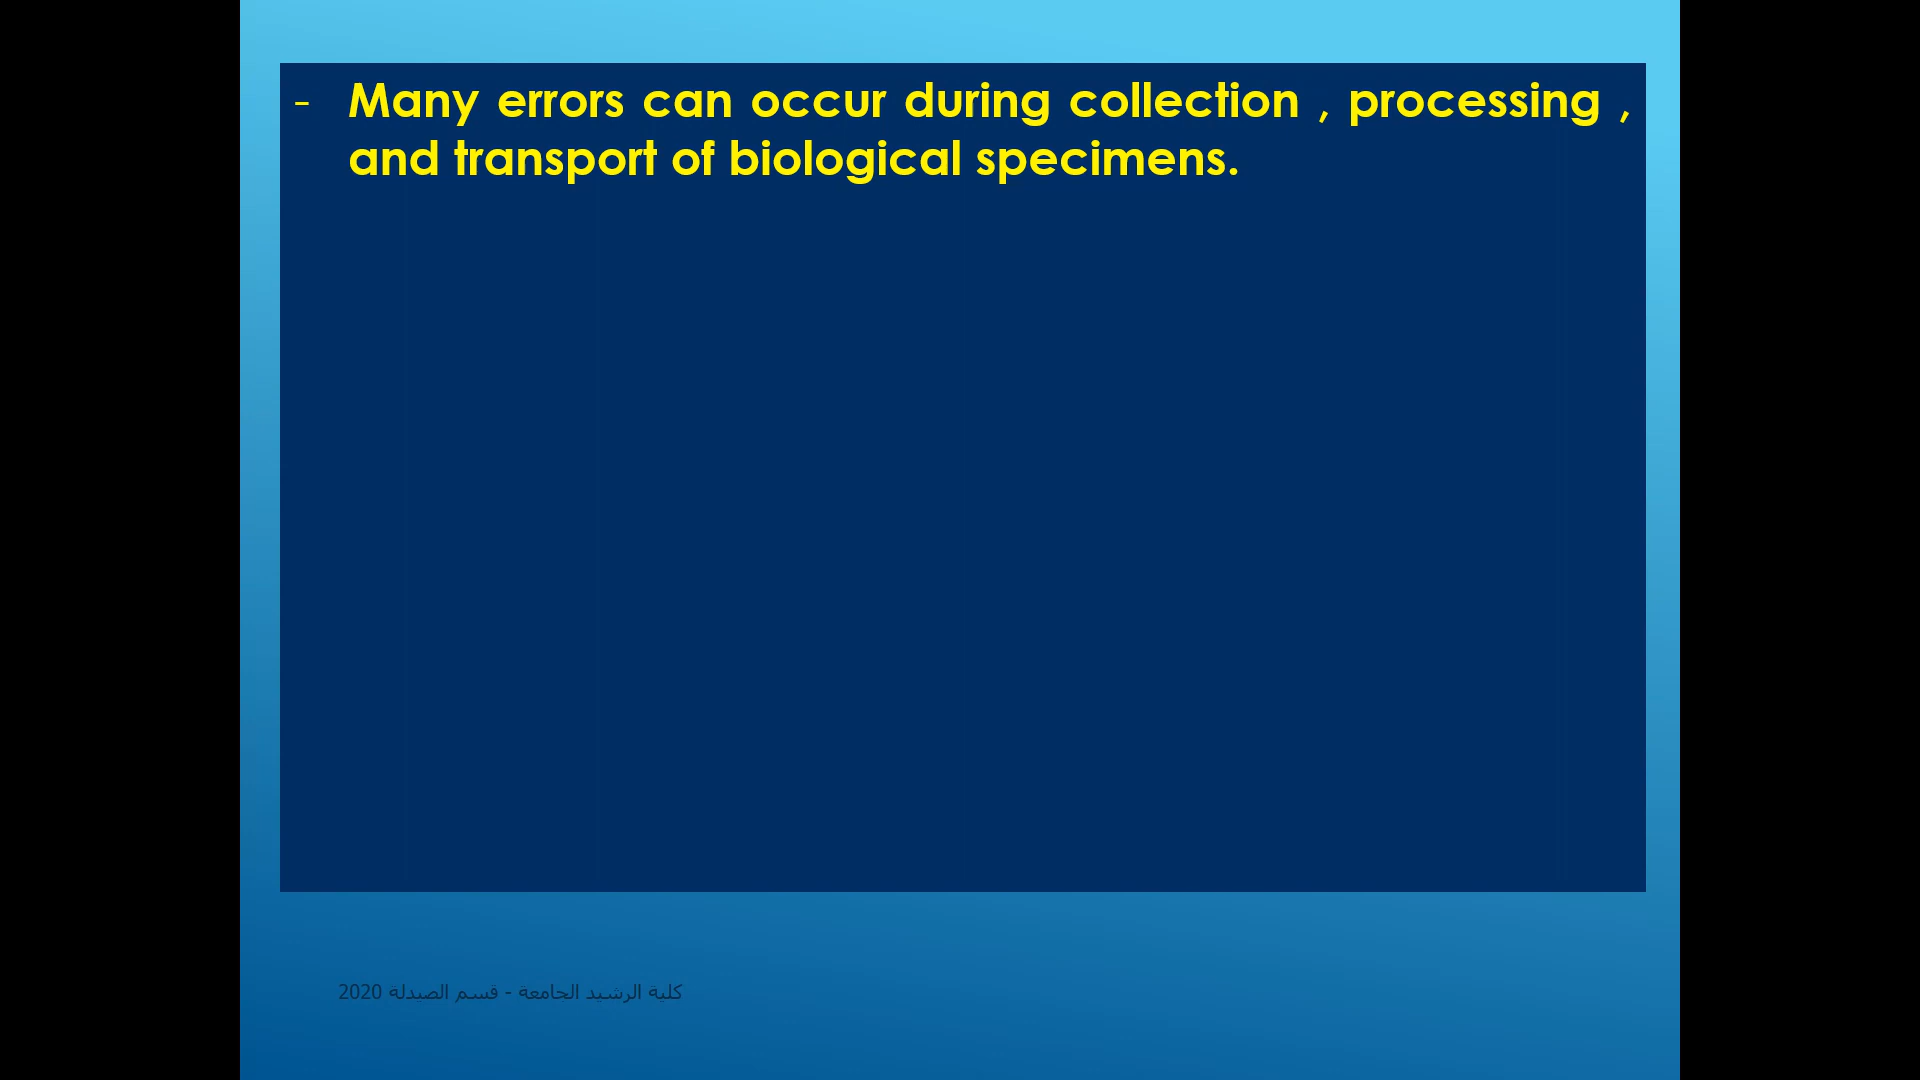 - Many errors can occur during collection , processing ,
and transport of biological specimens.
كلية الرشيد الجامعة - قسم الصيدلة 2020